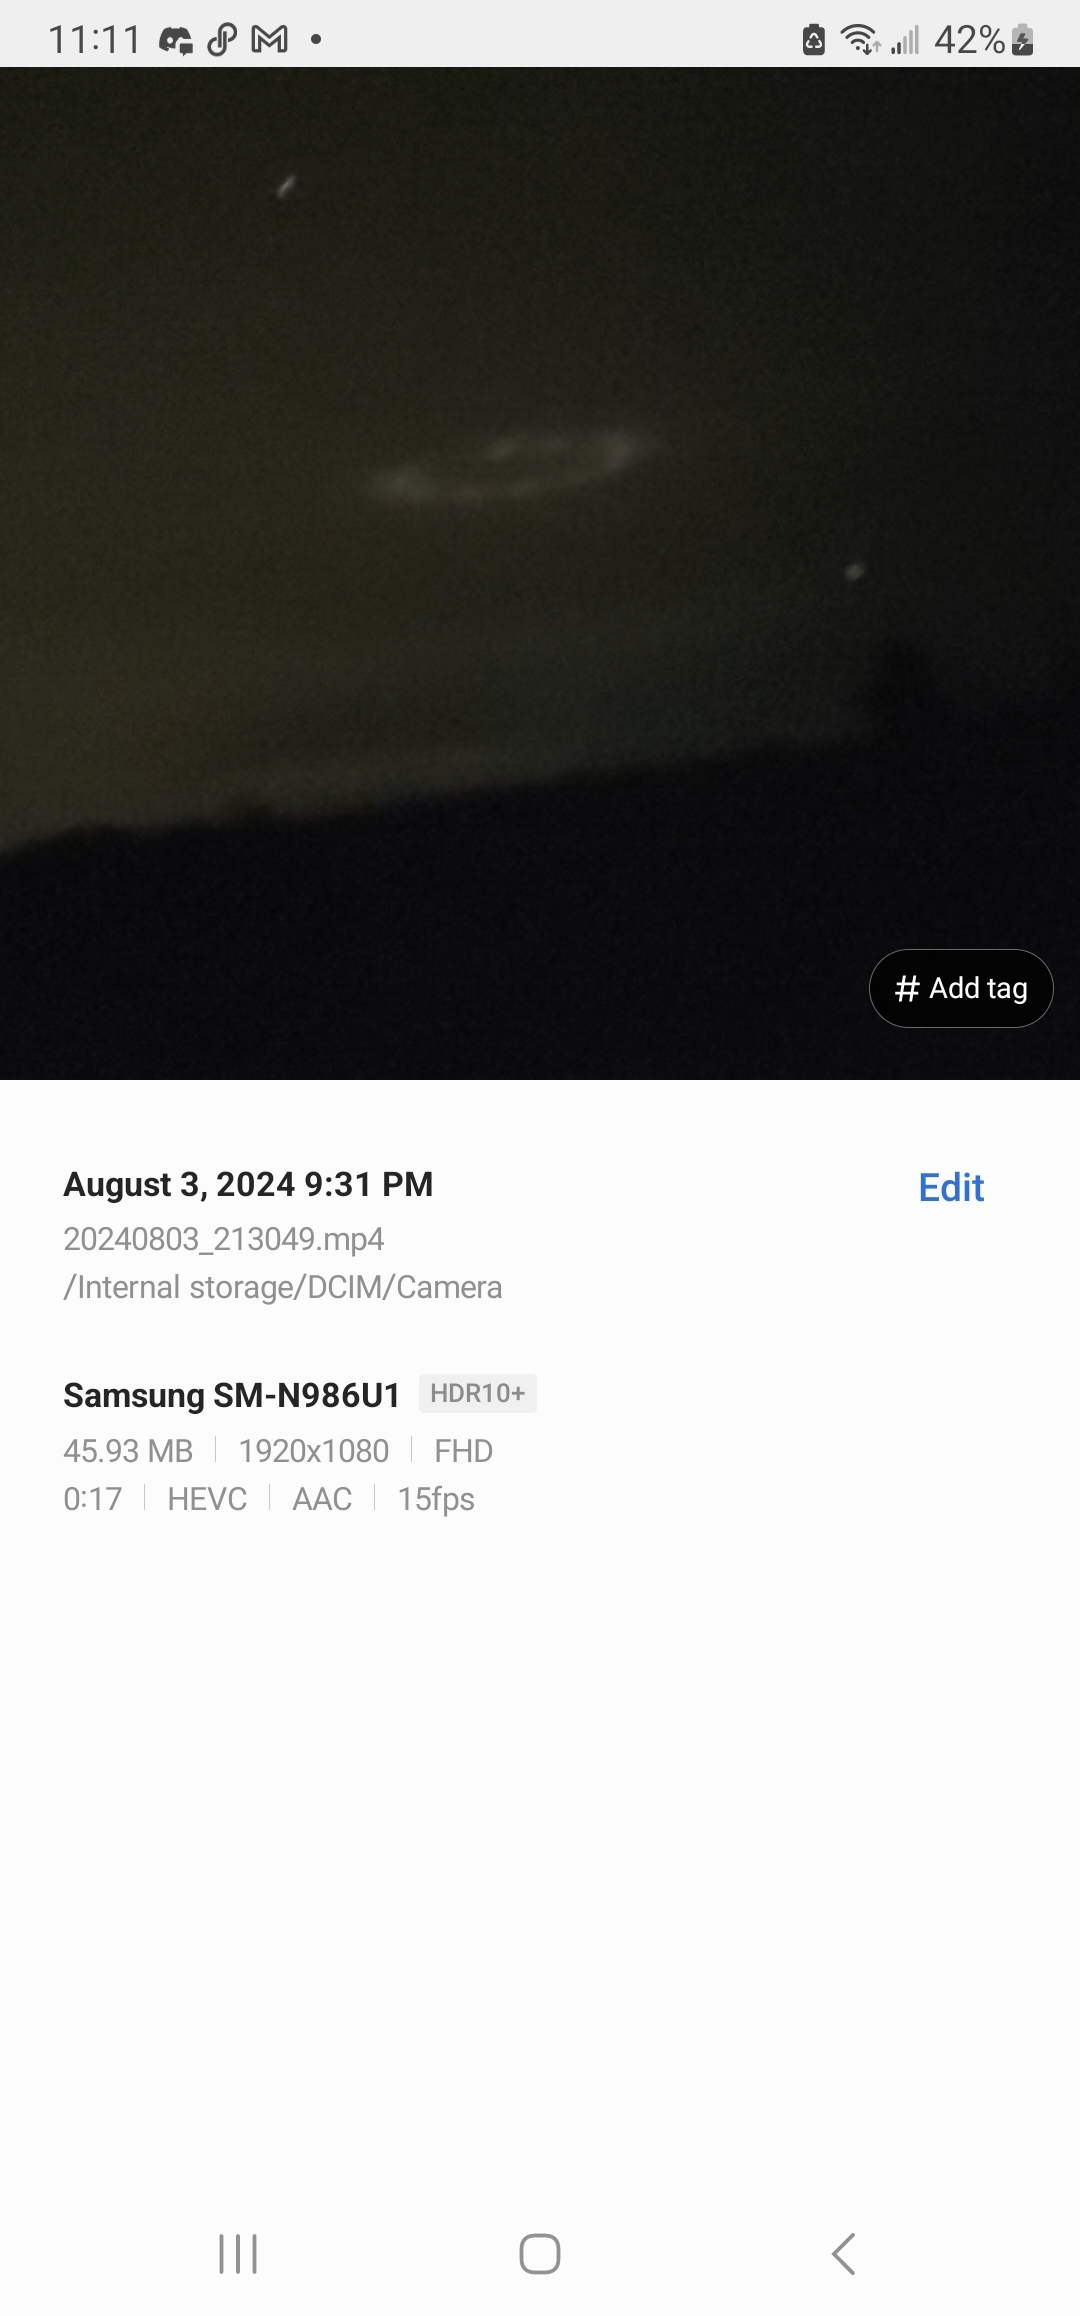 11:11
42%
# Add tag
August 3, 2024 9:31 PM
Edit
20240803_213049.mp4
/Internal storage/DCIM/Camera
Samsung SM-N986U1 HDR10+
45.93 MB | 1920x1080 | FHD
0:17 | HEVC | AAC | 15fps